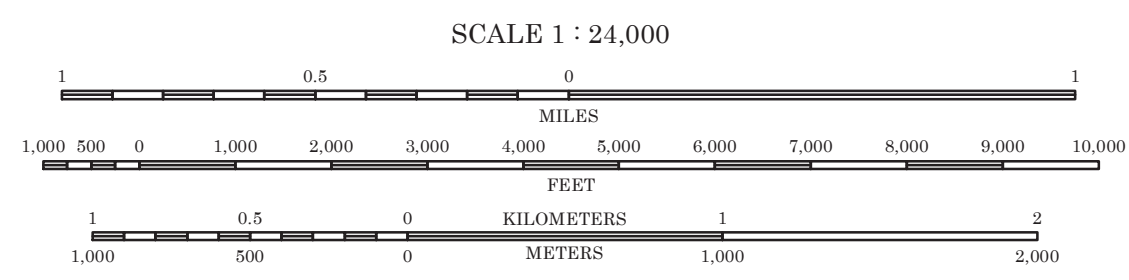 SCALE 1 : 24,000
1 0.5 0 1
MILES
1,000 500 0 1,000 2,000 3,000 4,000 5,000 6,000 7,000 8,000 9,000 10,000
FEET
1 0.5 0 KILOMETERS 1 2
1,000 500 0 METERS 1,000 2,000